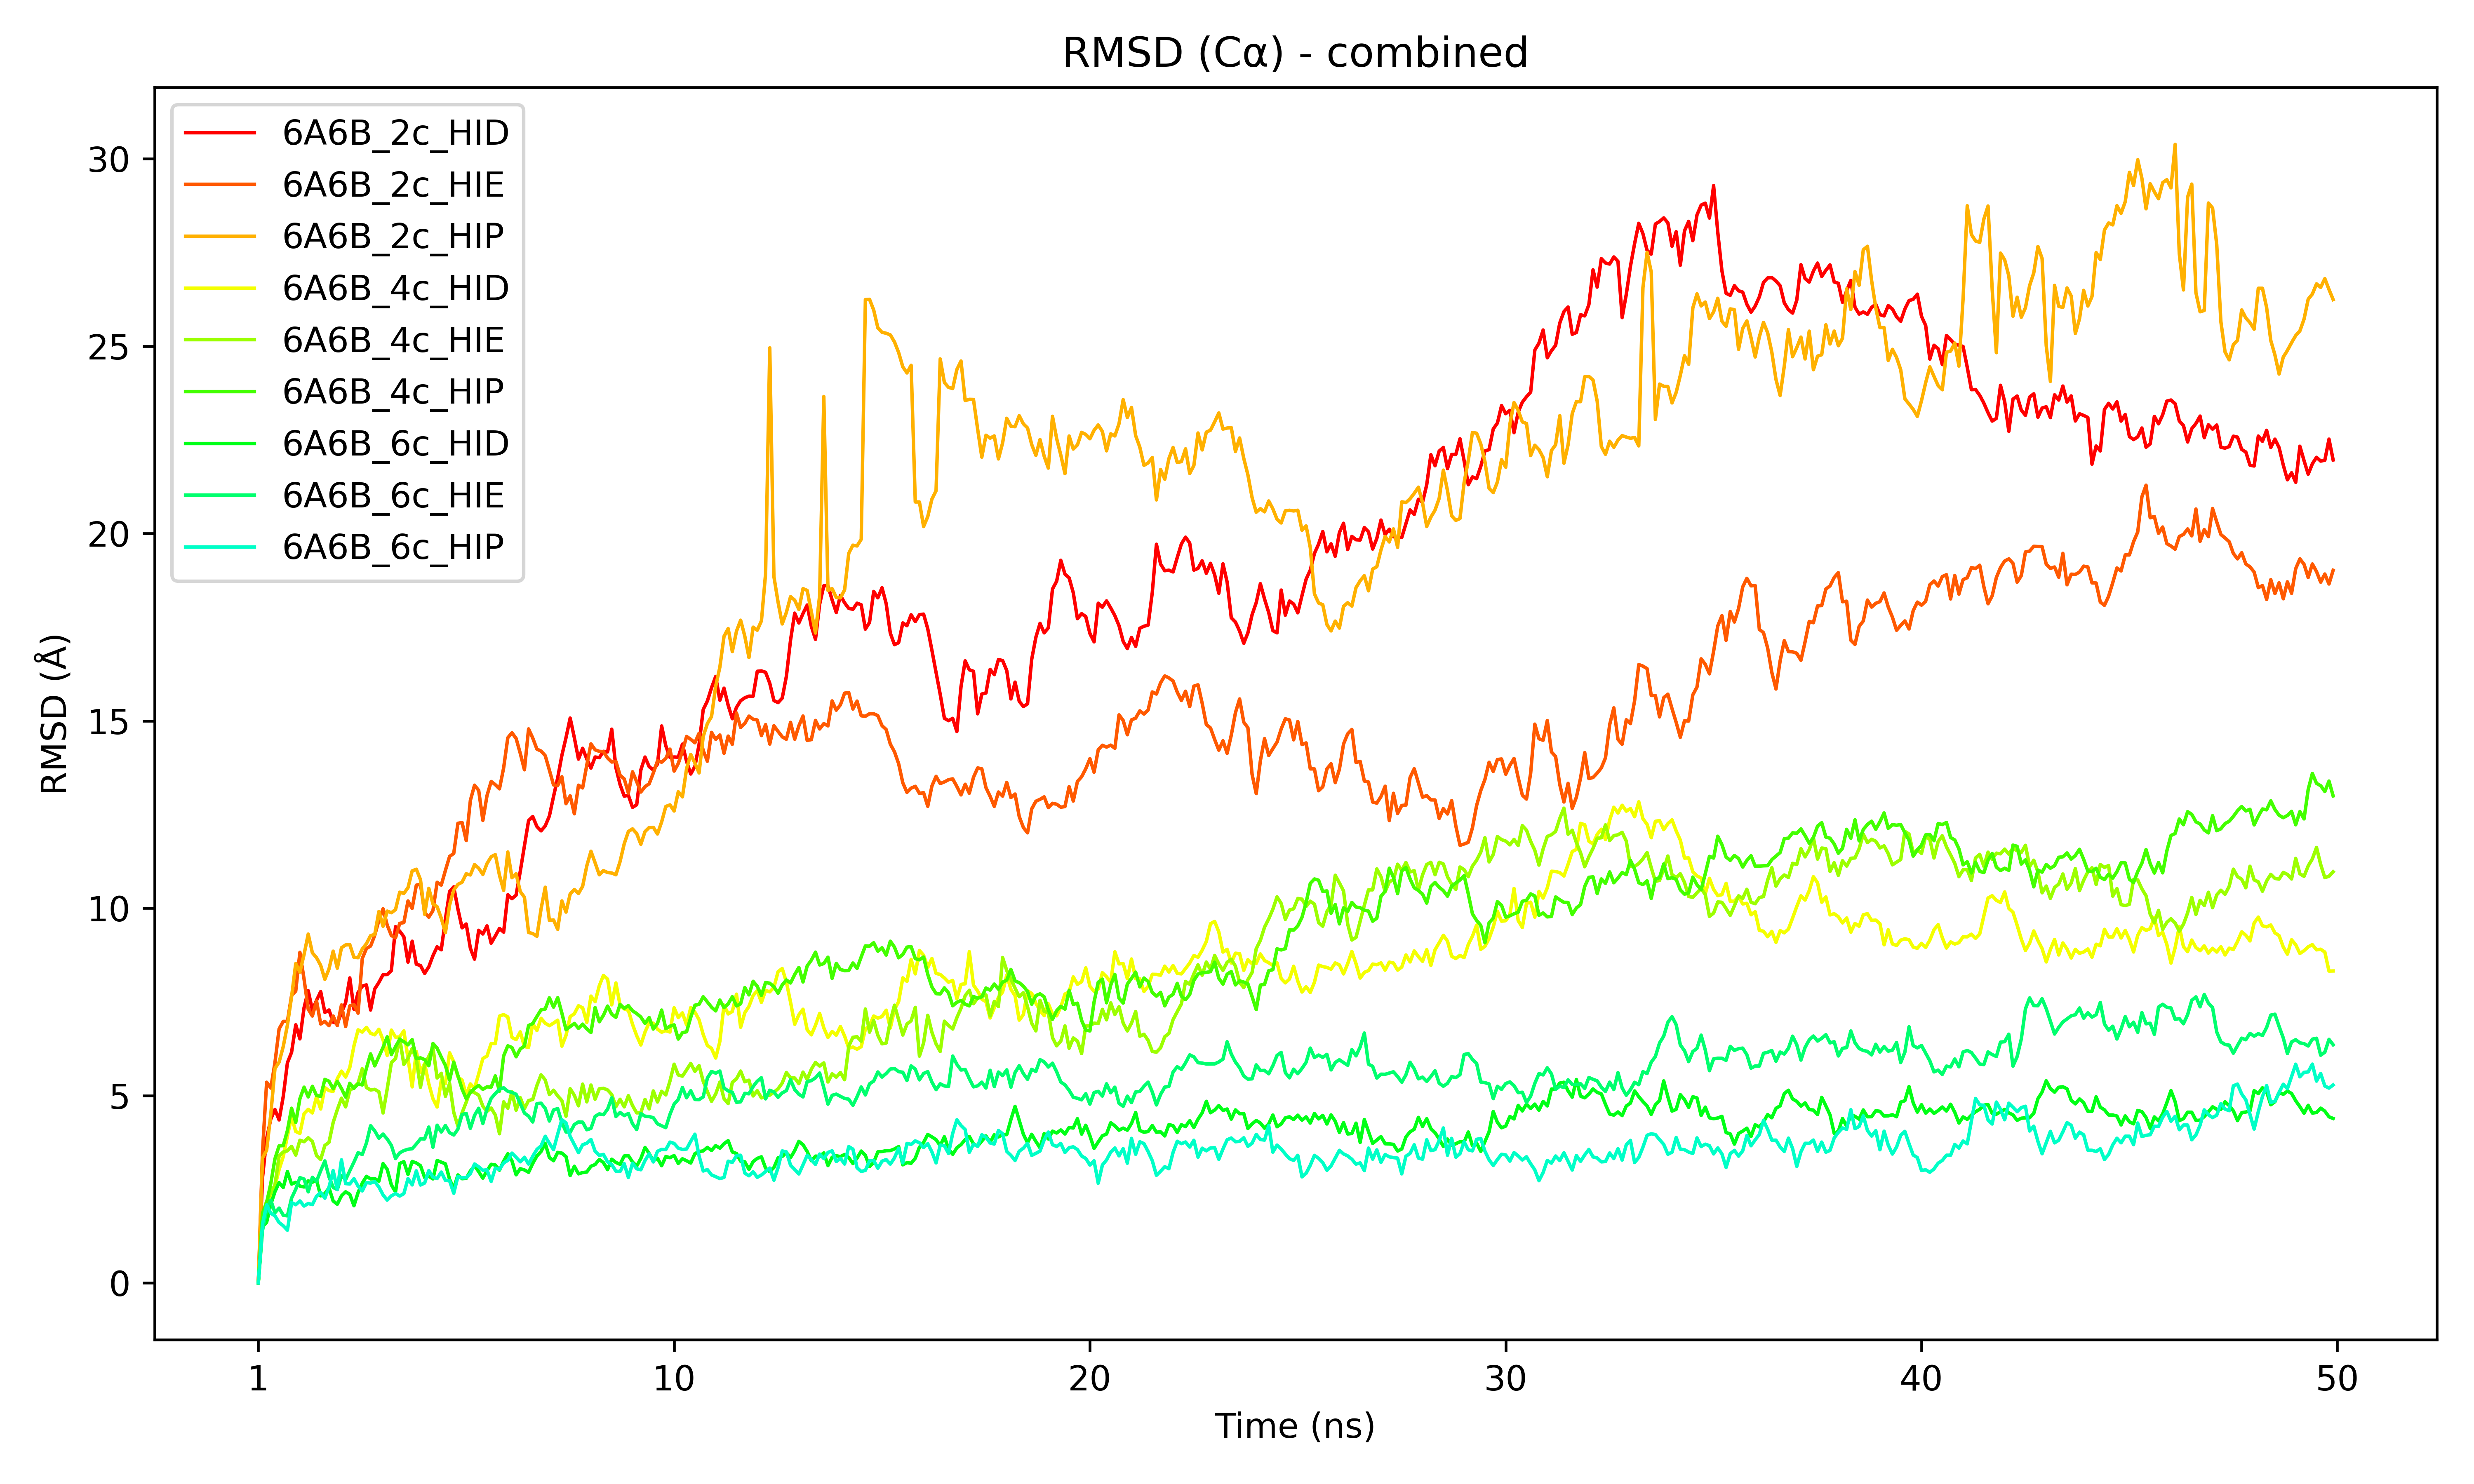 RMSD (Cα) - combined
6A6B_2c_HID
6A6B_2c_HIE
6A6B_2c_HIP
6A6B_4c_HID
6A6B_4c_HIE
6A6B_4c_HIP
6A6B_6c_HID
6A6B_6c_HIE
6A6B_6c_HIP
30
25
20
15
10
5
0
RMSD (Å)
1 10 20 30 40 50
Time (ns)